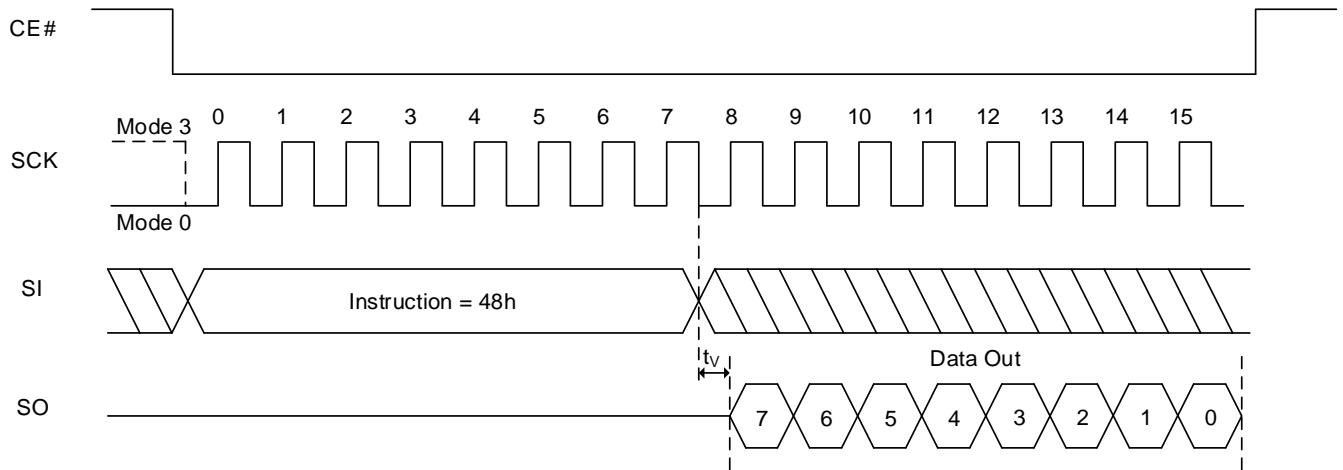 CE#
0 1 2 3 4 5 6 7 8 9 10 11 12 13 14 15
Mode 3
SCK
Mode 0
SI
Instruction = 48h
tV
Data Out
SO
7 6 5 4 3 2 1 0